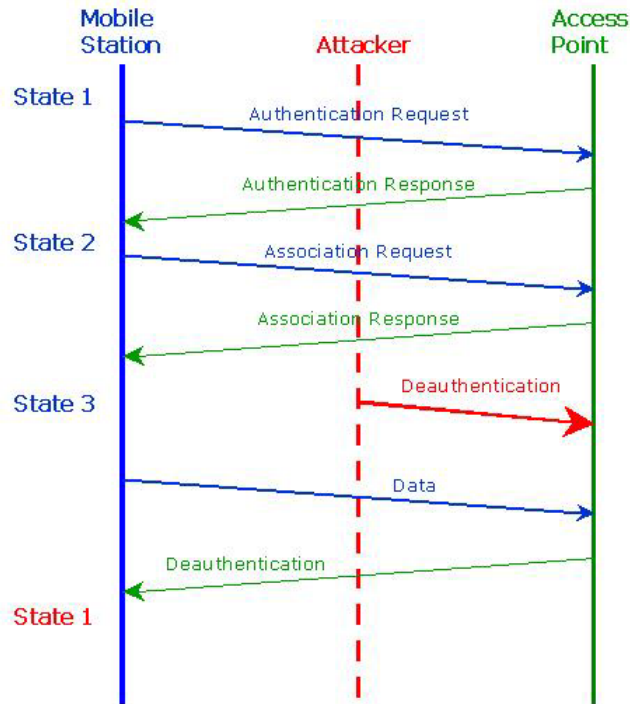 Mobile
Station
Attacker
Access
Point
State 1
Authentication Request
Authentication Response
State 2
Association Request
Association Response
Deauthentication
State 3
Data
Deauthentication
State 1